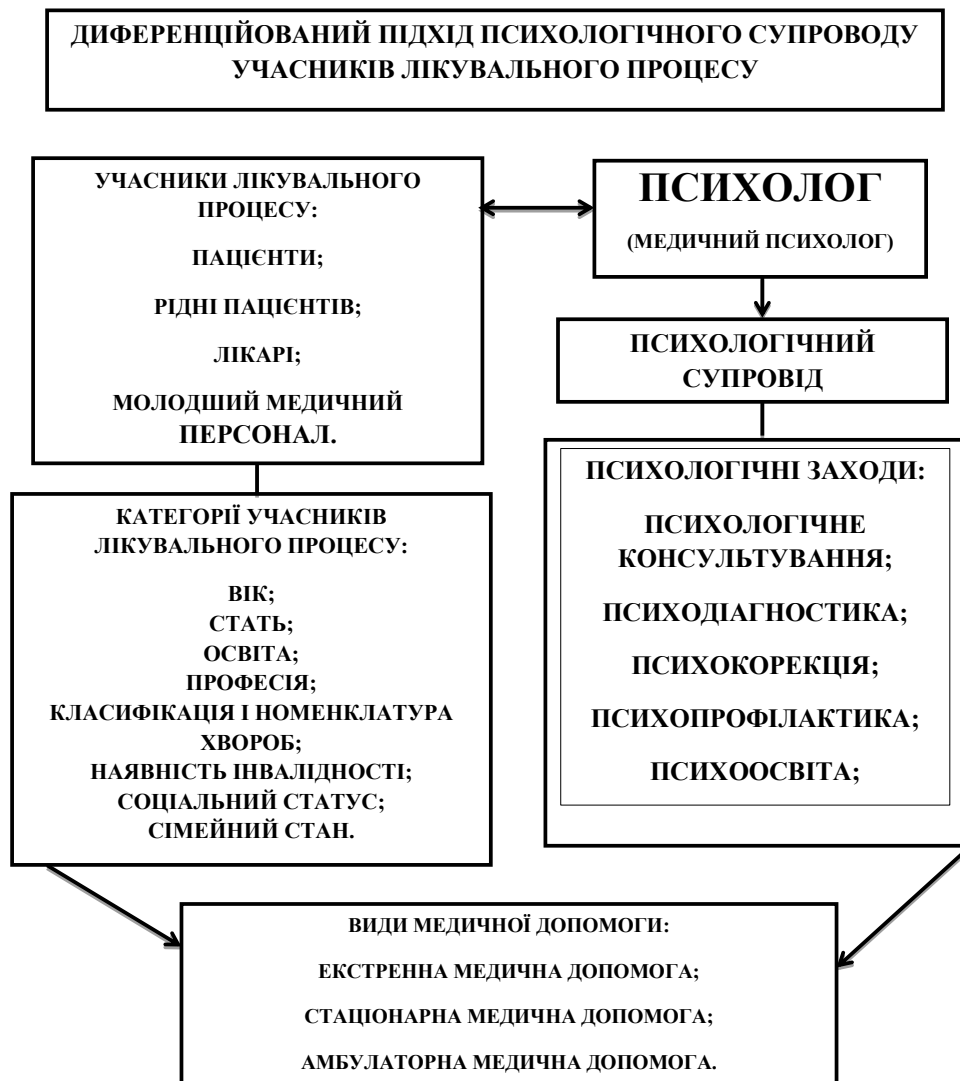 ДИФЕРЕНЦІЙОВАНИЙ ПІДХІД ПСИХОЛОГІЧНОГО СУПРОВОДУ
УЧАСНИКІВ ЛІКУВАЛЬНОГО ПРОЦЕСУ
УЧАСНИКИ ЛІКУВАЛЬНОГО
ПРОЦЕСУ:
ПАЦІЄНТИ;
РІДНІ ПАЦІЄНТІВ;
ЛІКАРІ;
МОЛОДШИЙ МЕДИЧНИЙ
ПЕРСОНАЛ.
ПСИХОЛОГ
(МЕДИЧНИЙ ПСИХОЛОГ)
ПСИХОЛОГІЧНИЙ
СУПРОВІД
КАТЕГОРІЇ УЧАСНИКІВ
ЛІКУВАЛЬНОГО ПРОЦЕСУ:
ВІК;
СТАТЬ;
ОСВІТА;
ПРОФЕСІЯ;
КЛАСИФІКАЦІЯ І НОМЕНКЛАТУРА
ХВОРОБ;
НАЯВНІСТЬ ІНВАЛІДНОСТІ;
СОЦІАЛЬНИЙ СТАТУС;
СІМЕЙНИЙ СТАН.
ПСИХОЛОГІЧНІ ЗАХОДИ:
ПСИХОЛОГІЧНЕ
КОНСУЛЬТУВАННЯ;
ПСИХОДІАГНОСТИКА;
ПСИХОКОРЕКЦІЯ;
ПСИХОПРОФІЛАКТИКА;
ПСИХООСВІТА;
ВИДИ МЕДИЧНОЇ ДОПОМОГИ:
ЕКСТРЕННА МЕДИЧНА ДОПОМОГА;
СТАЦІОНАРНА МЕДИЧНА ДОПОМОГА;
АМБУЛАТОРНА МЕДИЧНА ДОПОМОГА.